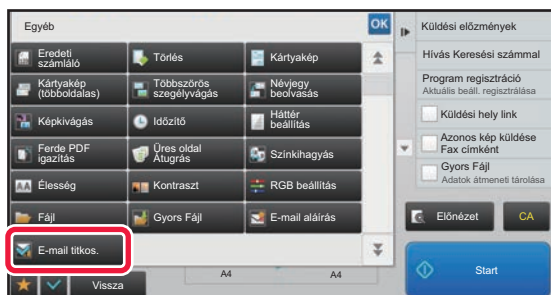 Egyéb
OK
Eredeti
számláló
Törlés
Kártyakép
Kártyakép
(többoldalas)
Többszörös
szegélyvágás
Névjegy
beolvasás
Képkivágás
Időzítő
Háttér
beállítás
Ferde PDF
igazítás
Üres oldal
Átugrás
Színkihagyás
Élesség
Kontraszt
RGB beállítás
Fájl
Gyors Fájl
E-mail aláírás
E-mail titkos.
Vissza
A4
A4
Küldési előzmények
Hívás Keresési számmal
Program regisztráció
Aktuális beáll. regisztrálása
Küldési hely link
Azonos kép küldése
Fax címként
Gyors Fájl
Adatok átmeneti tárolása
Előnézet
CA
Start